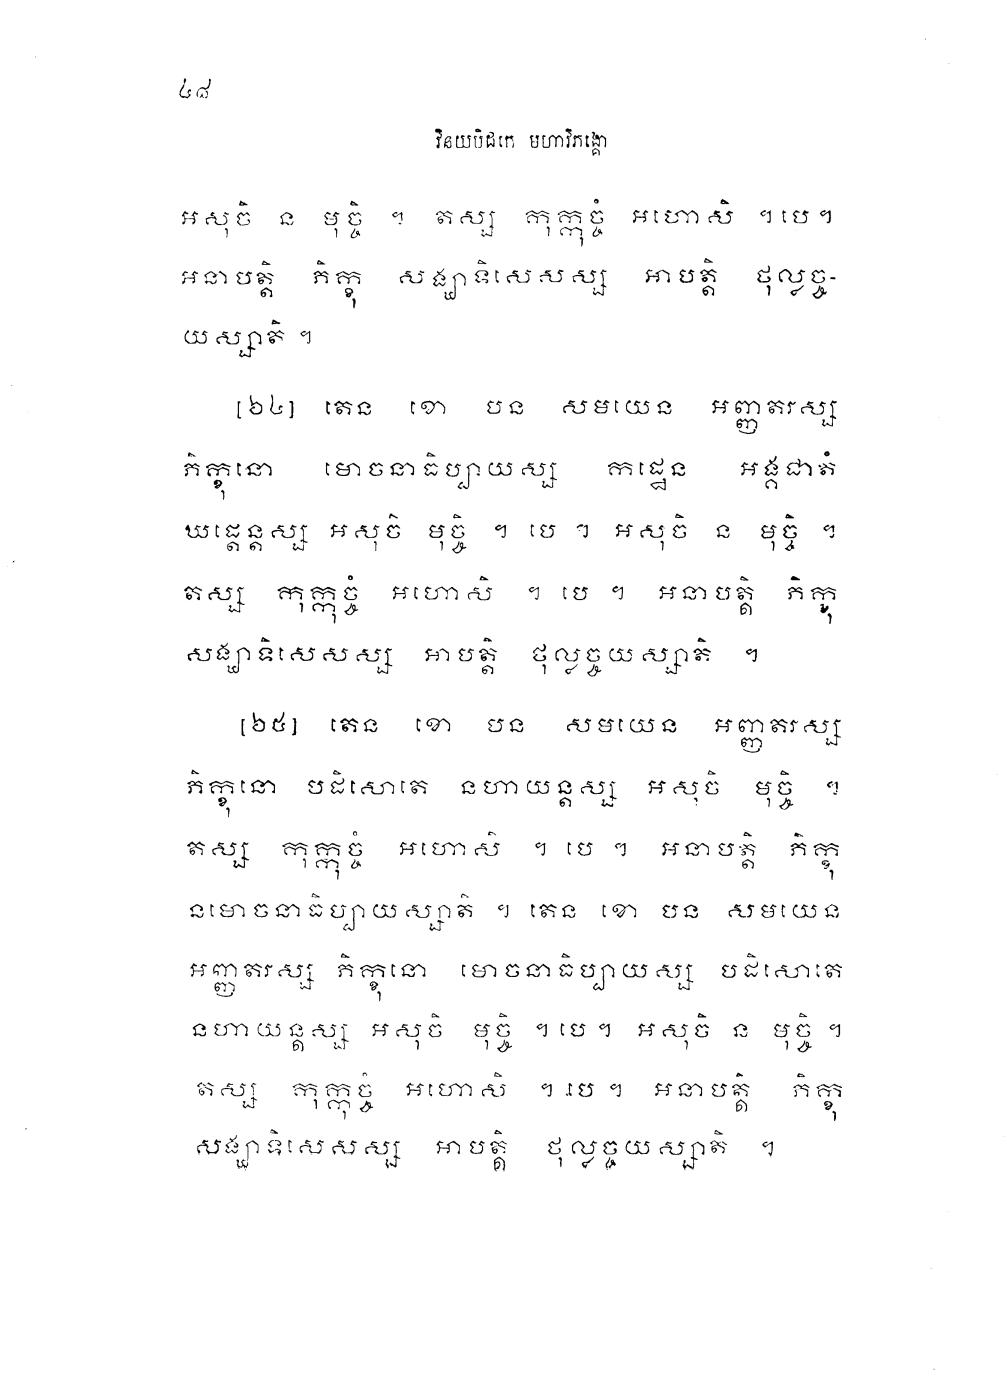 ៤៨
វិនយបិដកេ មហាវិភង្គោ
អសុចិ ន មុច្ចិ ។ តស្ស កុក្កុច្ចំ អហោសិ ។ បេ។
អនាបត្តិ ភិក្ខុ សង្ឃាទិសេសស្ស អាបត្តិ ថុល្លច្ច-
យស្សាតិ ។
[៦៤] តេន ខោ បន សមយេន អញ្ញតរស្ស
ភិក្ខុនោ មោចនាធិប្បាយស្ស កដ្ឋេន អង្គជាតំ
ឃដ្តេន្តស្ស អសុចិ មុច្ចិ ។ បេ ។ អសុចិ ន មុច្ចិ ។
តស្ស កុក្កុច្ចំ អហោសិ ។ បេ ។ អនាបត្តិ ភិក្ខុ
សង្ឃាទិសេសស្ស អាបត្តិ ថុល្លច្ចយស្សាតិ ។
[៦៥] តេន ខោ បន សមយេន អញ្ញតរស្ស
ភិក្ខុនោ បដិសោតេ នហាយន្តស្ស អសុចិ មុច្ចិ ។
តស្ស កុក្កុច្ចំ អហោសិ ។ បេ ។ អនាបត្តិ ភិក្ខុ
នមោចនាធិប្បាយស្សាតិ ។ តេន ខោ បន សមយេន
អញ្ញតរស្ស ភិក្ខុនោ មោចនាធិប្បាយស្ស បដិសោតេ
នហាយន្តស្ស អសុចិ មុច្ចិ ។ បេ ។ អសុចិ ន មុច្ចិ ។
តស្ស កុក្កុច្ចំ អហោសិ ។ បេ ។ អនាបត្តិ ភិក្ខុ
សង្ឃាទិសេសស្ស អាបត្តិ ថុល្លច្ចយស្សាតិ ។